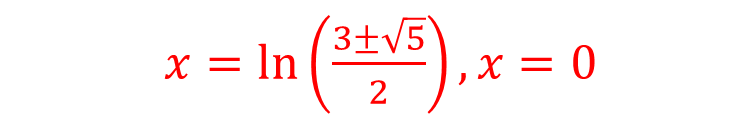 x = ln((3±√5)/2), x = 0